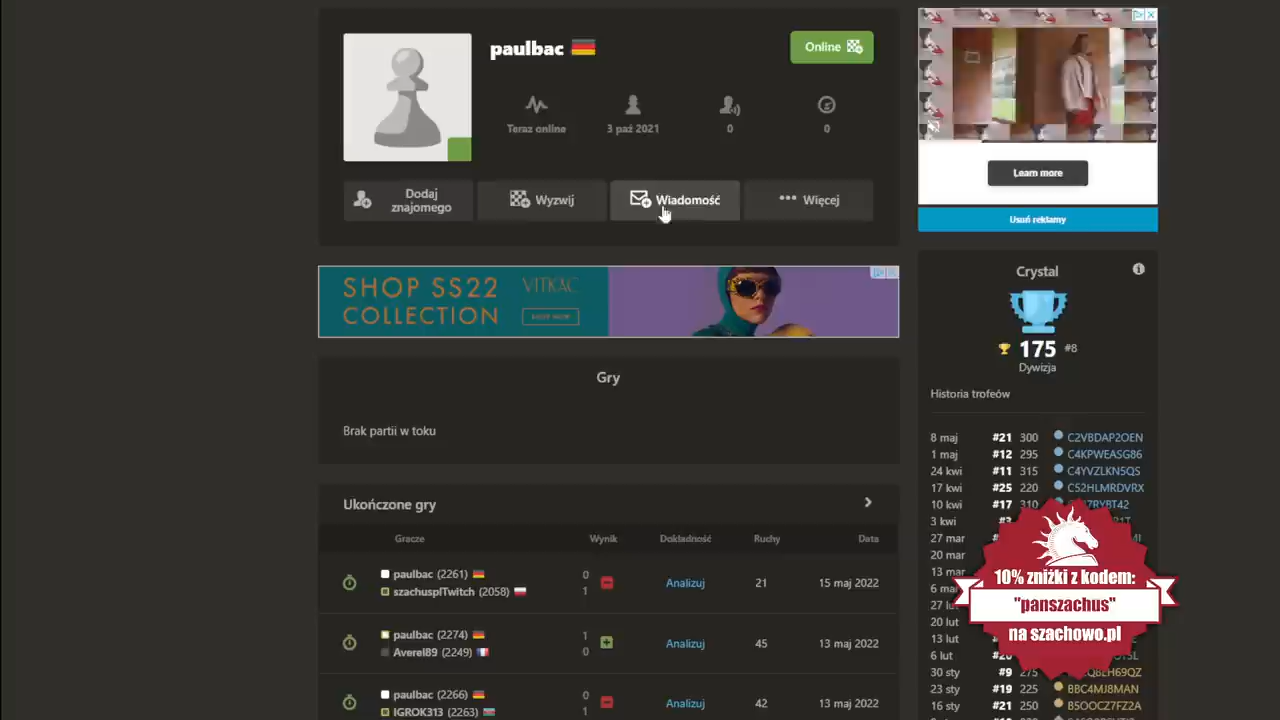 paulbac
Online
Teraz online
3 paź 2021
0
0
Dodaj
znajomego
Wyzwij
Wiadomość
Więcej
SHOP SS22
COLLECTION
VITKAC
SHOP NOW
Gry
Brak partii w toku
Ukończone gry
Gracze
Wynik
Dokładność
Ruchy
Data
paulbac (2261)
0
szachusplTwitch (2058)
1
Analizuj
21
15 maj 2022
paulbac (2274)
1
Averel89 (2249)
0
Analizuj
45
13 maj 2022
paulbac (2266)
0
IGROK313 (2263)
1
Analizuj
42
13 maj 2022
Learn more
Usuń reklamy
Crystal
175 #8
Dywizja
Historia trofeów
8 maj #21 300 C2VBDAP2OEN
1 maj #12 295 C4KPWEASG86
24 kwi #11 315 C4YVZLKN5QS
17 kwi #25 220 C52HLMRDVRX
10 kwi #17 310
3 kwi
27 mar
20 mar
13 mar
20 lut
13 lut
6 lut
30 sty #9
23 sty #19 225 BBC4MJ8MAN
16 sty #21 250 B5OOCZ7FZ2A
10% zniżki z kodem:
"panszachus"
na szachowo.pl